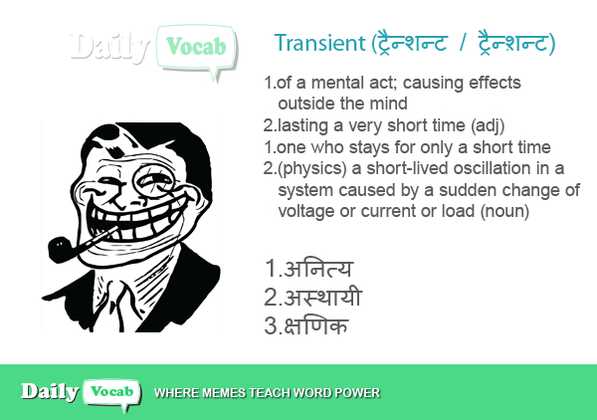 Daily Vocab
Transient (ट्रैन्शन्ट / ट्रैन्श़न्ट)
1.of a mental act; causing effects
outside the mind
2.lasting a very short time (adj)
1.one who stays for only a short time
2.(physics) a short-lived oscillation in a
system caused by a sudden change of
voltage or current or load (noun)
1.अनित्य
2.अस्थायी
3.क्षणिक
Daily Vocab WHERE MEMES TEACH WORD POWER